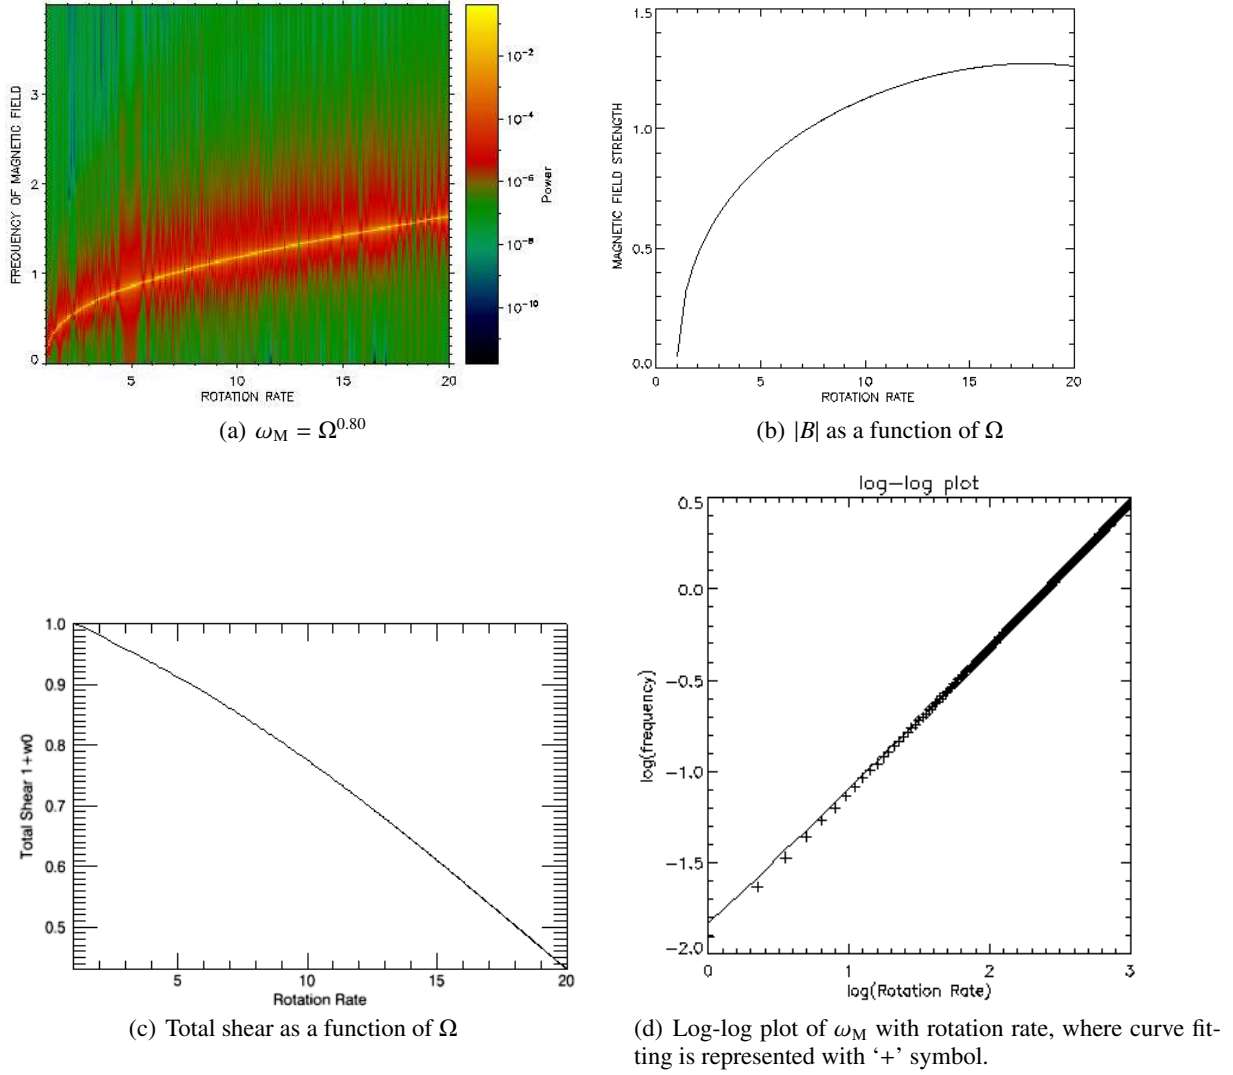 FREQUENCY OF MAGNETIC FIELD
3
2
1
0
5
10
15
20
ROTATION RATE
10⁻²
10⁻⁴
10⁻⁶
10⁻⁸
10⁻¹⁰
Power
(a) ω_M = Ω^0.80
MAGNETIC FIELD STRENGTH
1.5
1.0
0.5
0.0
0
5
10
15
20
ROTATION RATE
(b) |B| as a function of Ω
Total Shear 1+w0
1.0
0.9
0.8
0.7
0.6
0.5
5
10
15
20
Rotation Rate
(c) Total shear as a function of Ω
log-log plot
log(frequency)
0.5
0.0
-0.5
-1.0
-1.5
-2.0
0
1
2
3
log(Rotation Rate)
(d) Log-log plot of ω_M with rotation rate, where curve fit-
ting is represented with ‘+’ symbol.